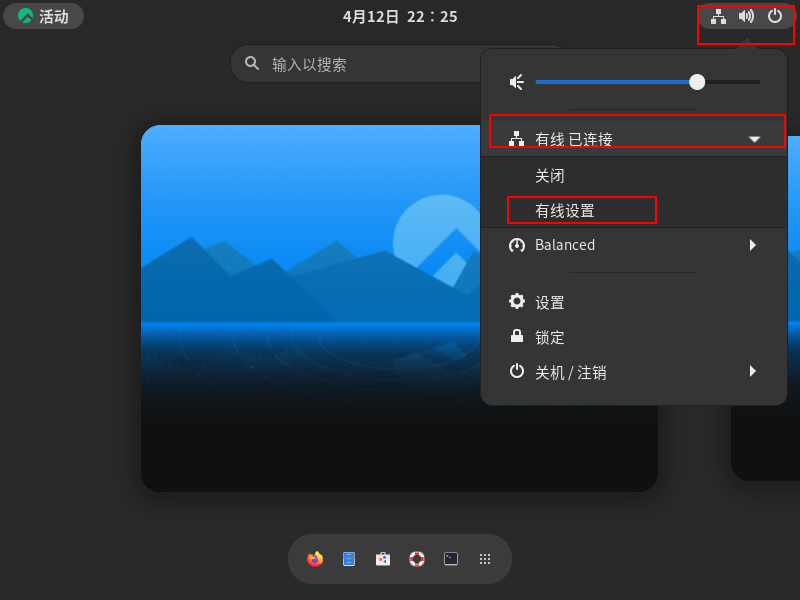 活动
4月12日 22：25
输入以搜索
有线 已连接
关闭
有线设置
Balanced
设置
锁定
关机 / 注销